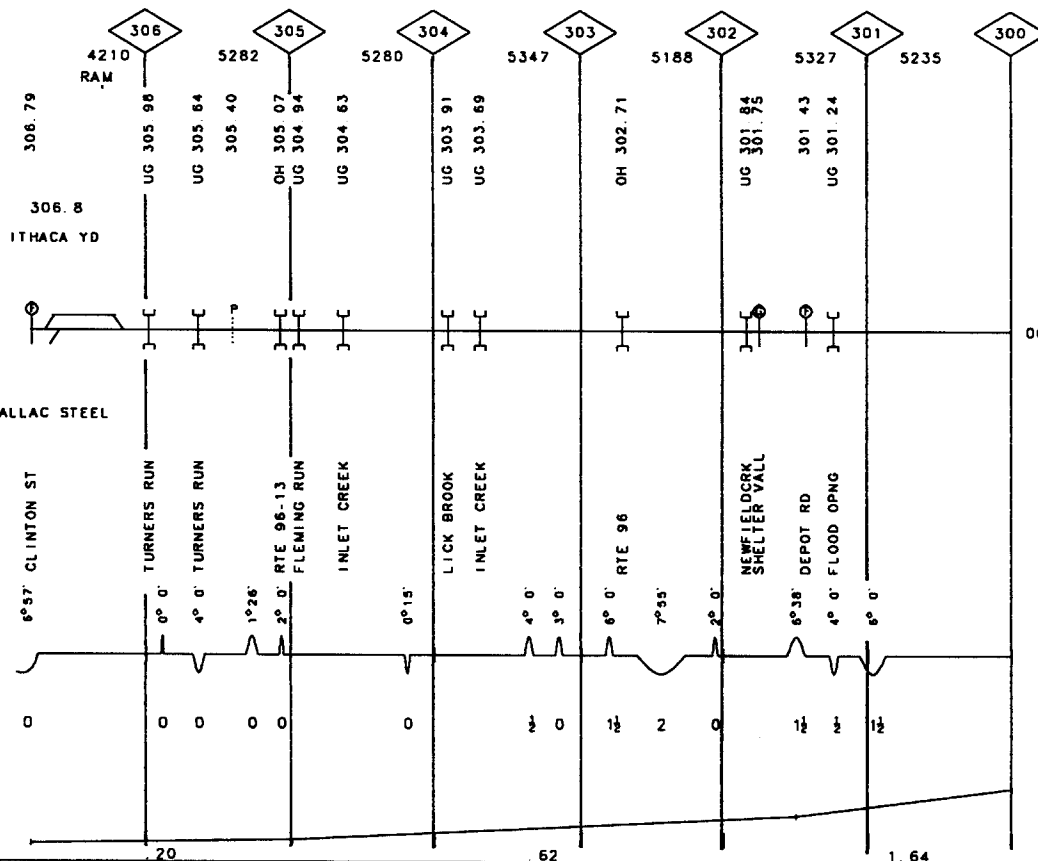 306 305 304 303 302 301 300
4210 5282 5280 5347 5188 5327 5235
RAM
306.79
UG 305.98
UG 305.64
305.40
OH 305.07
UG 304.94
UG 304.63
UG 303.91
UG 303.69
OH 302.71
UG 301.84
301.75
301.43
UG 301.24
306.8
ITHACA YD
P
ALLAC STEEL
CLINTON ST
TURNERS RUN
TURNERS RUN
RTE 96-13
FLEMING RUN
INLET CREEK
LICK BROOK
INLET CREEK
RTE 96
NEWFIELDCRK
SHELTER VALL
DEPOT RD
FLOOD OPNG
6°57' 0°0' 4°0' 1°26' 2°0' 0°15' 4°0' 3°0' 6°0' 7°55' 2°0' 6°38' 4°0' 6°0'
0 0 0 0 0 0 ½ 0 1½ 2 0 1½ ½ 1½
.20 .62 1.64